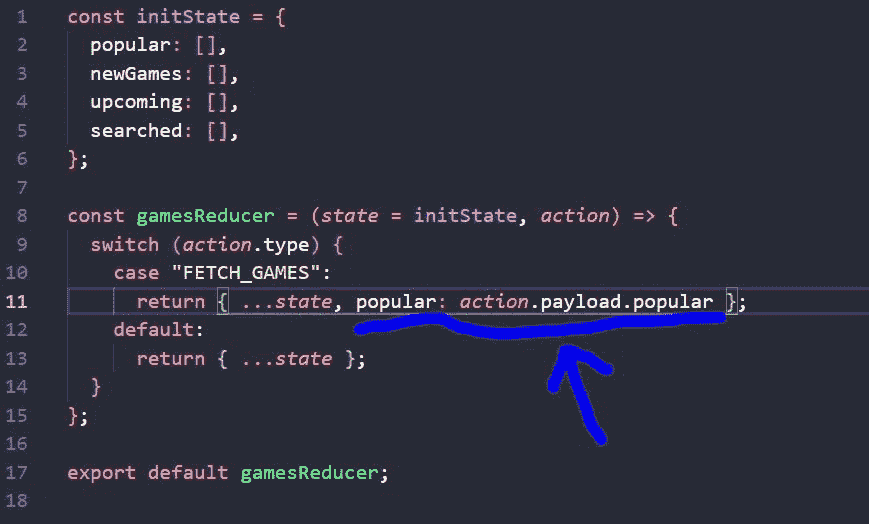 1 const initState = {
2 popular: [],
3 newGames: [],
4 upcoming: [],
5 searched: [],
6 };
7
8 const gamesReducer = (state = initState, action) => {
9 switch (action.type) {
10 case "FETCH_GAMES":
11 return { ...state, popular: action.payload.popular };
12 default:
13 return { ...state };
14 }
15 };
16
17 export default gamesReducer;
18